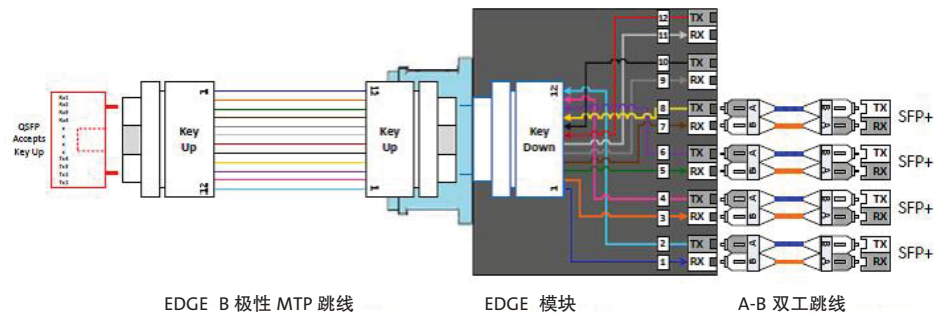 QSFP
Accepts
Key Up
Rx1
Rx2
Rx3
Rx4
Tx4
Tx3
Tx2
Tx1
1
Key
Up
12
12
Key
Up
1
12
Key
Down
1
12 TX
11 RX
10 TX
9 RX
8 TX
7 RX
6 TX
5 RX
4 TX
3 RX
2 TX
1 RX
A B TX
B A RX
SFP+
A B TX
B A RX
SFP+
A B TX
B A RX
SFP+
A B TX
B A RX
SFP+
EDGE B 极性 MTP 跳线
EDGE 模块
A-B 双工跳线